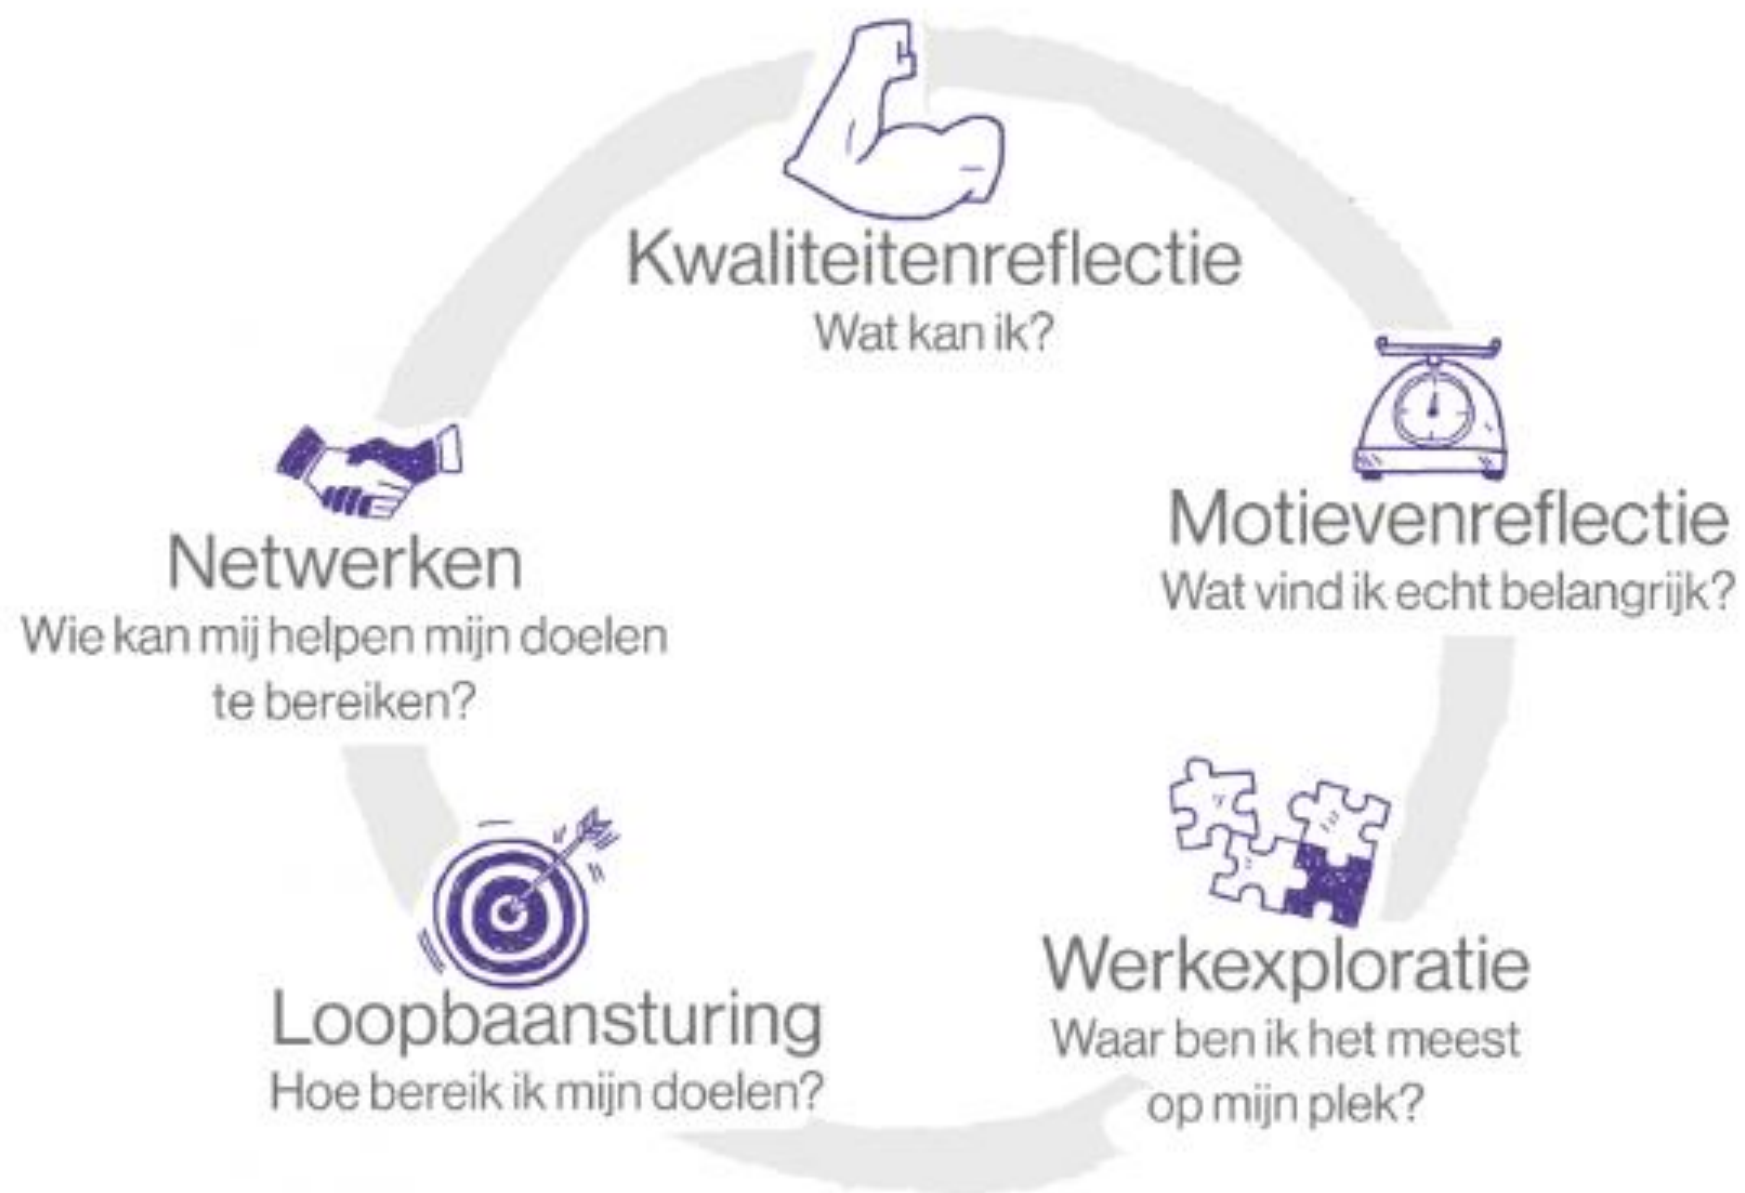 Kwaliteitenreflectie
Wat kan ik?
Motievenreflectie
Wat vind ik echt belangrijk?
Werkexploratie
Waar ben ik het meest
op mijn plek?
Loopbaansturing
Hoe bereik ik mijn doelen?
Netwerken
Wie kan mij helpen mijn doelen
te bereiken?